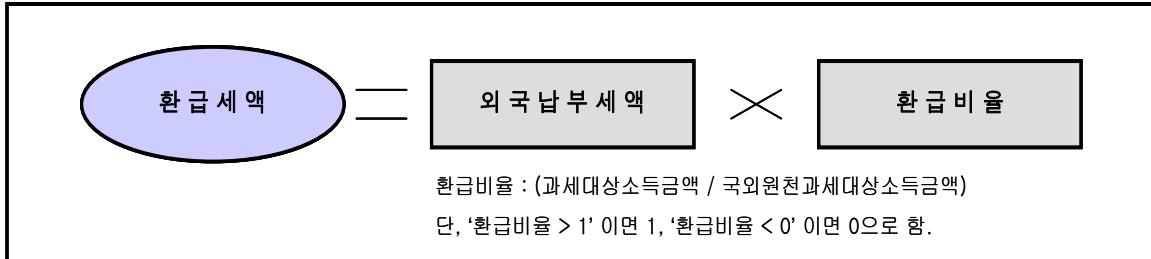 환 급 세 액 = 외 국 납 부 세 액 × 환 급 비 율
환급비율 : (과세대상소득금액 / 국외원천과세대상소득금액)
단, ‘환급비율 > 1’ 이면 1, ‘환급비율 < 0’ 이면 0으로 함.